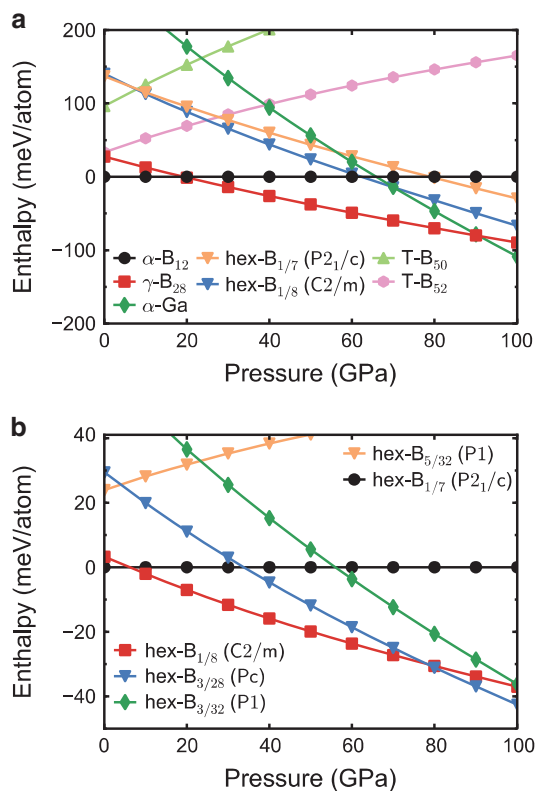 a
200
100
0
−100
−200
Enthalpy (meV/atom)
α-B₁₂
γ-B₂₈
α-Ga
hex-B₁/₇ (P2₁/c)
hex-B₁/₈ (C2/m)
T-B₅₀
T-B₅₂
0 20 40 60 80 100
Pressure (GPa)
b
40
20
0
−20
−40
Enthalpy (meV/atom)
hex-B₅/₃₂ (P1)
hex-B₁/₇ (P2₁/c)
hex-B₁/₈ (C2/m)
hex-B₃/₂₈ (Pc)
hex-B₃/₃₂ (P1)
0 20 40 60 80 100
Pressure (GPa)